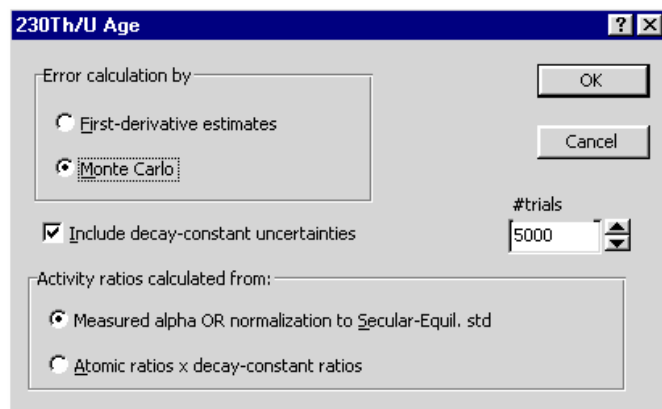 230Th/U Age
Error calculation by
First-derivative estimates
Monte Carlo
OK
Cancel
Include decay-constant uncertainties
#trials
5000
Activity ratios calculated from:
Measured alpha OR normalization to Secular-Equil. std
Atomic ratios x decay-constant ratios